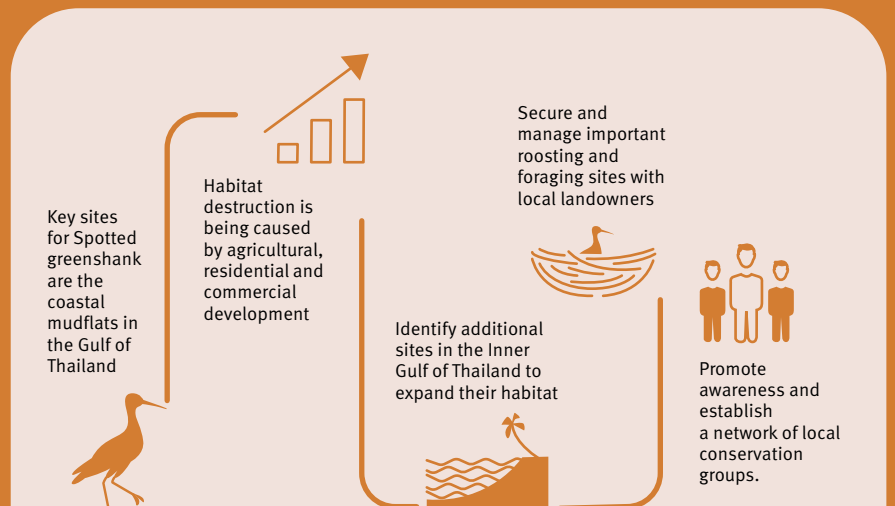 Key sites
for Spotted
greenshank
are the
coastal
mudflats in
the Gulf of
Thailand
Habitat
destruction is
being caused
by agricultural,
residential and
commercial
development
Identify additional
sites in the Inner
Gulf of Thailand to
expand their habitat
Secure and
manage important
roosting and
foraging sites with
local landowners
Promote
awareness and
establish
a network of local
conservation
groups.